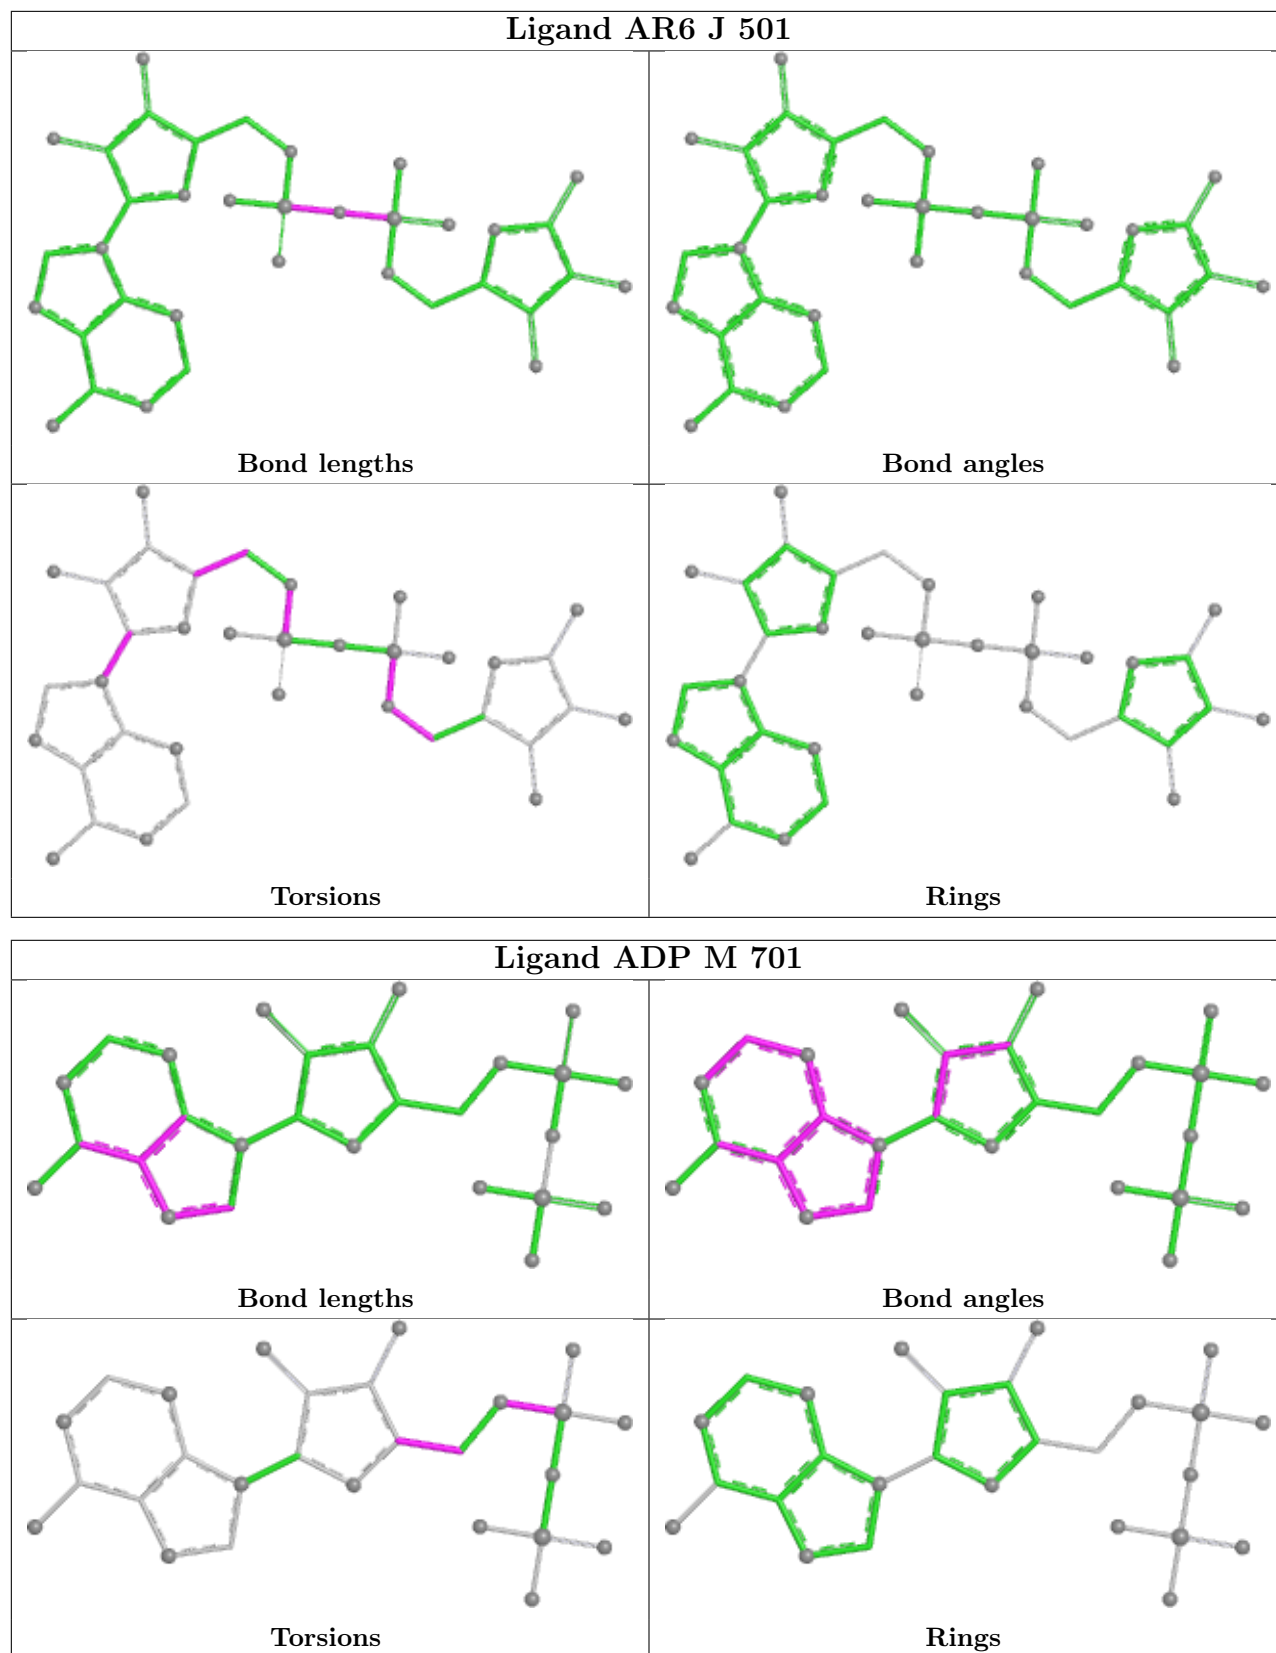 Ligand AR6 J 501
Bond lengths
Bond angles
Torsions
Rings
Ligand ADP M 701
Bond lengths
Bond angles
Torsions
Rings